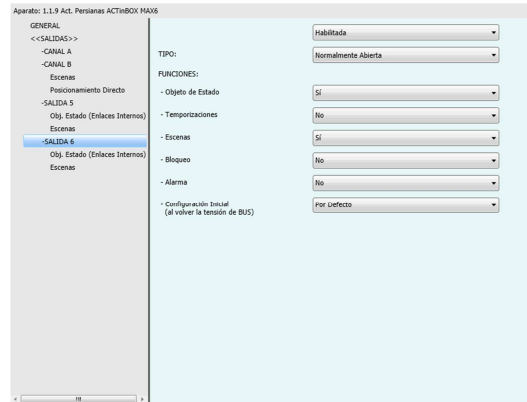 Aparato: 1.1.9 Act. Persianas ACTinBOX MAX6
GENERAL
<<SALIDAS>>
-CANAL A
-CANAL B
Escenas
Posicionamiento Directo
-SALIDA 5
Obj. Estado (Enlaces Internos)
Escenas
-SALIDA 6
Obj. Estado (Enlaces Internos)
Escenas
Habilitada
TIPO: Normalmente Abierta
FUNCIONES:
- Objeto de Estado Sí
- Temporizaciones No
- Escenas Sí
- Bloqueo No
- Alarma No
- Configuración Inicial Por Defecto
(al volver la tensión de BUS)